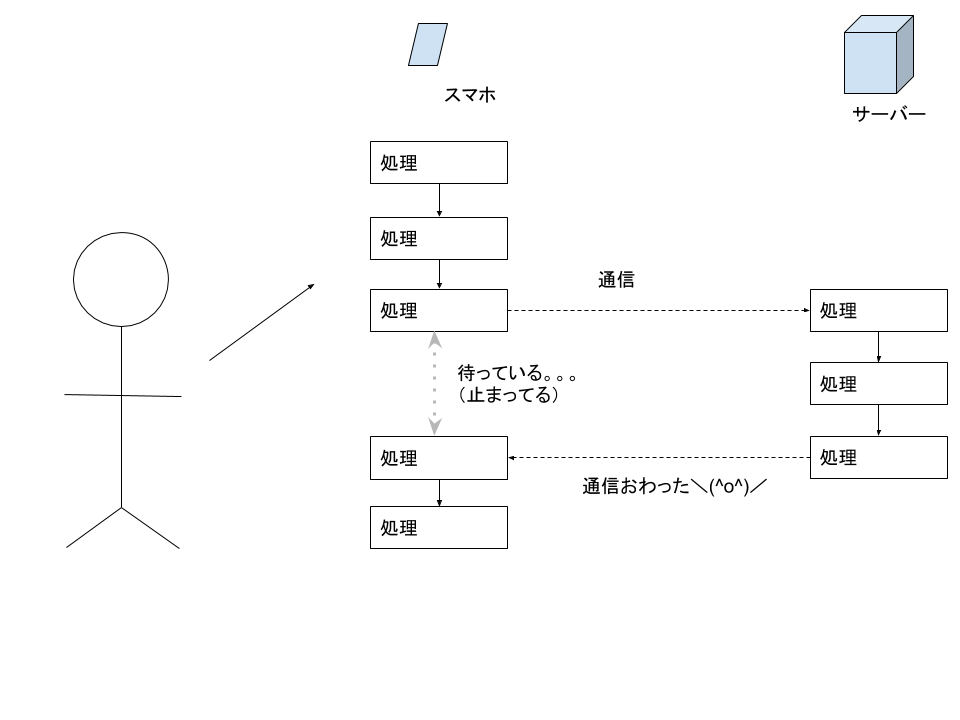 スマホ
サーバー
処理
処理
処理
通信
処理
待っている。。。
（止まってる）
処理
処理
処理
通信おわった＼(^o^)／
処理